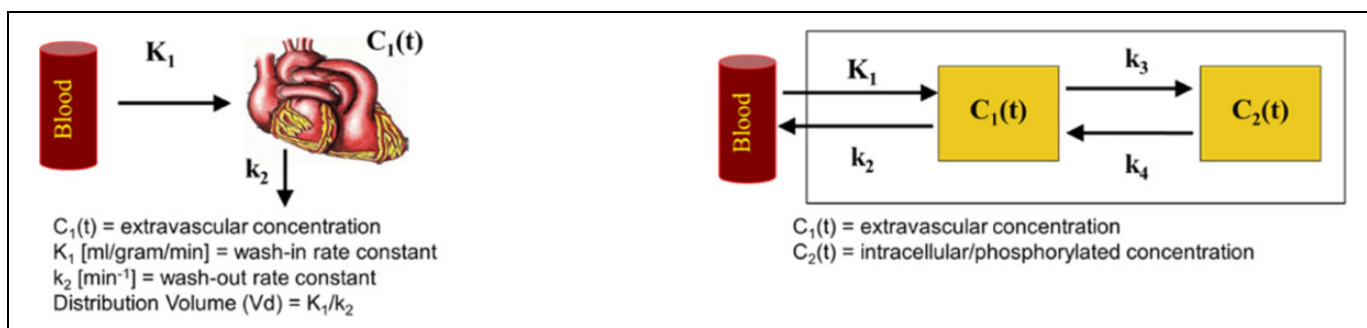 K₁
C₁(t)
Blood
k₂
C₁(t) = extravascular concentration
K₁ [ml/gram/min] = wash-in rate constant
k₂ [min⁻¹] = wash-out rate constant
Distribution Volume (Vd) = K₁/k₂
Blood
K₁
k₂
C₁(t)
k₃
k₄
C₂(t)
C₁(t) = extravascular concentration
C₂(t) = intracellular/phosphorylated concentration